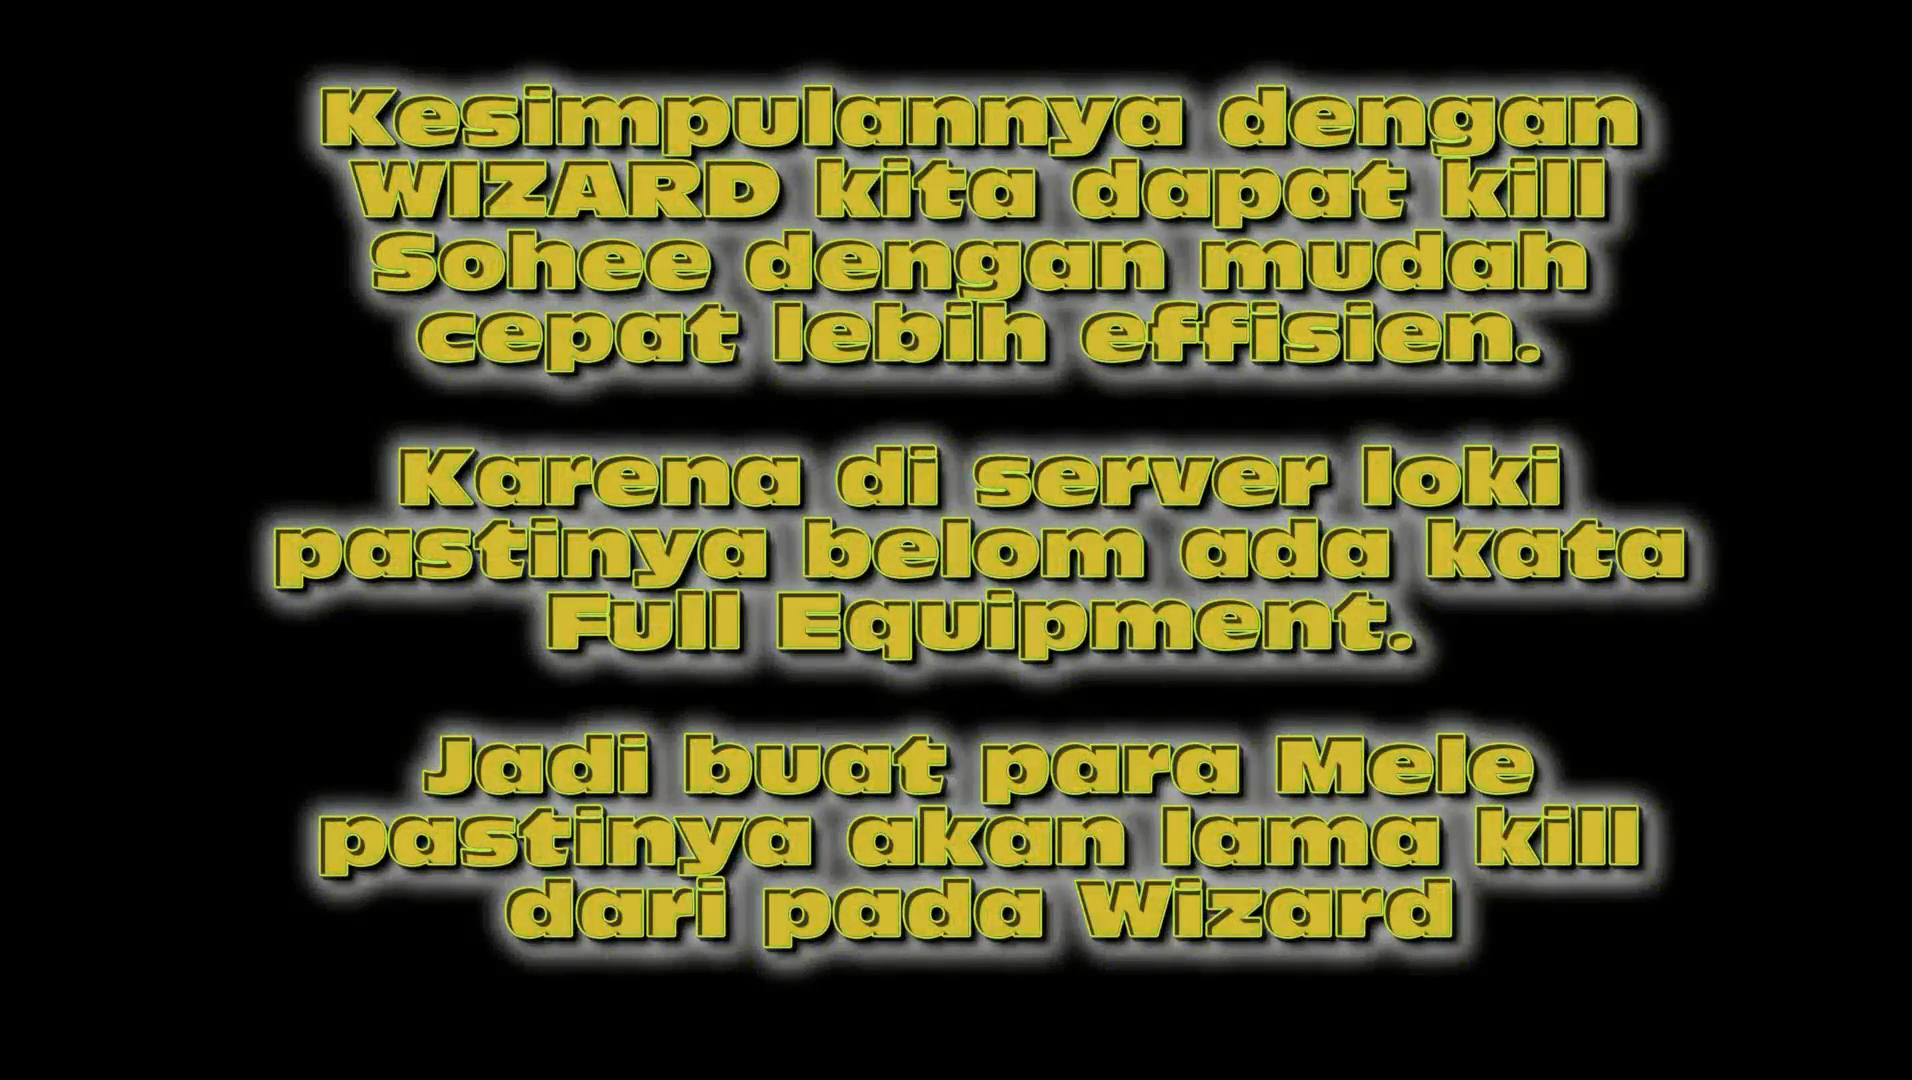 Kesimpulannya dengan
WIZARD kita dapat kill
Sohee dengan mudah
cepat lebih effisien.
Karena di server loki
pastinya belom ada kata
Full Equipment.
Jadi buat para Mele
pastinya akan lama kill
dari pada Wizard